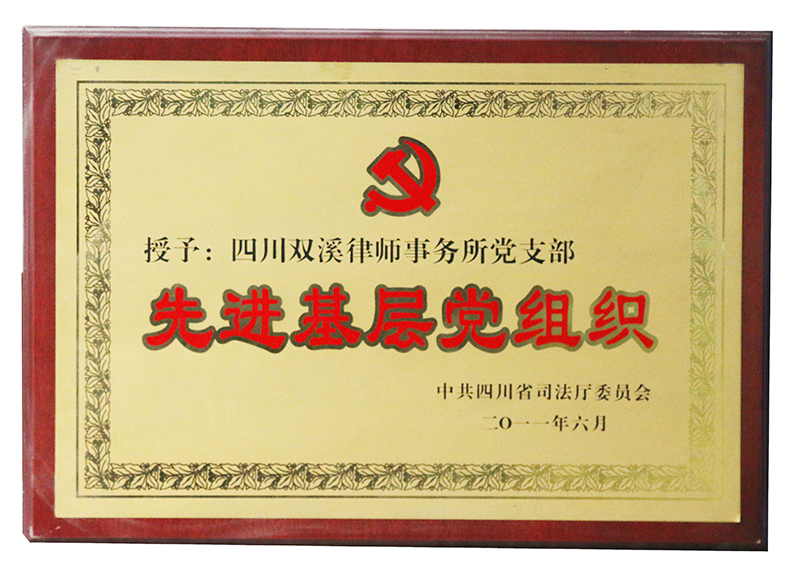 授予：四川双溪律师事务所党支部
先进基层党组织
中共四川省司法厅委员会
二O一一年六月